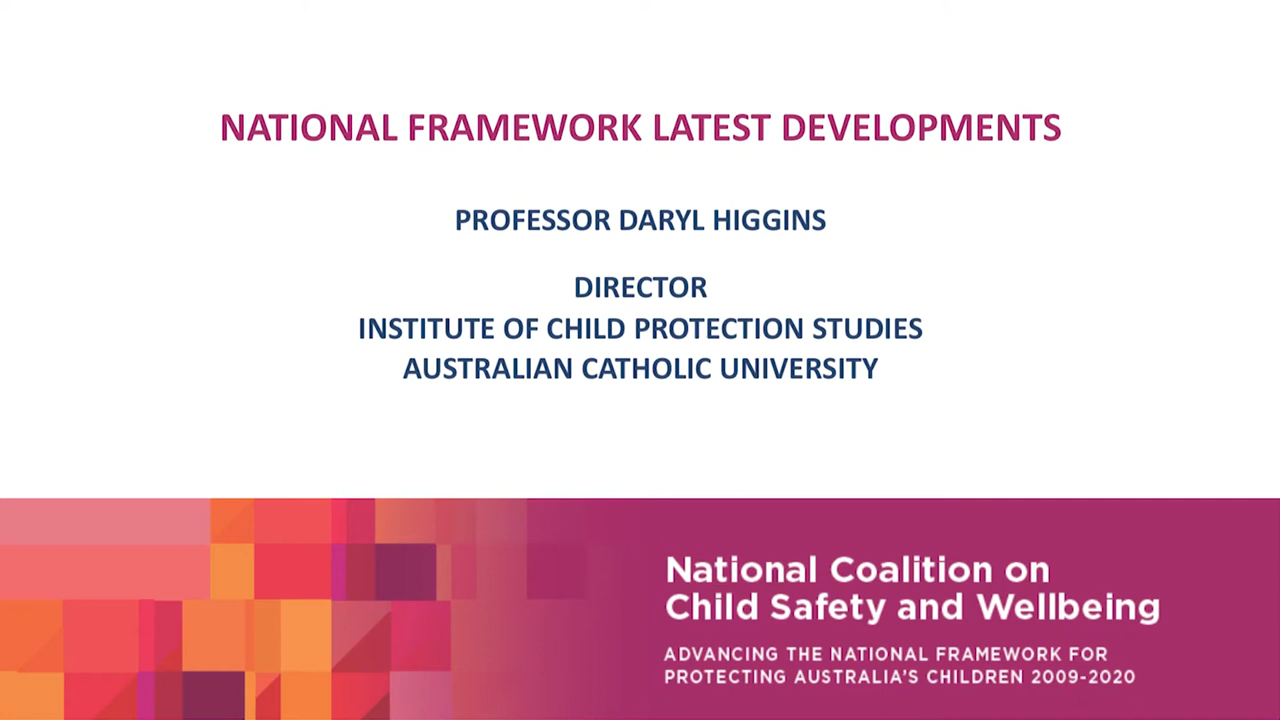 NATIONAL FRAMEWORK LATEST DEVELOPMENTS
PROFESSOR DARYL HIGGINS
DIRECTOR
INSTITUTE OF CHILD PROTECTION STUDIES
AUSTRALIAN CATHOLIC UNIVERSITY
National Coalition on
Child Safety and Wellbeing
ADVANCING THE NATIONAL FRAMEWORK FOR
PROTECTING AUSTRALIA'S CHILDREN 2009-2020